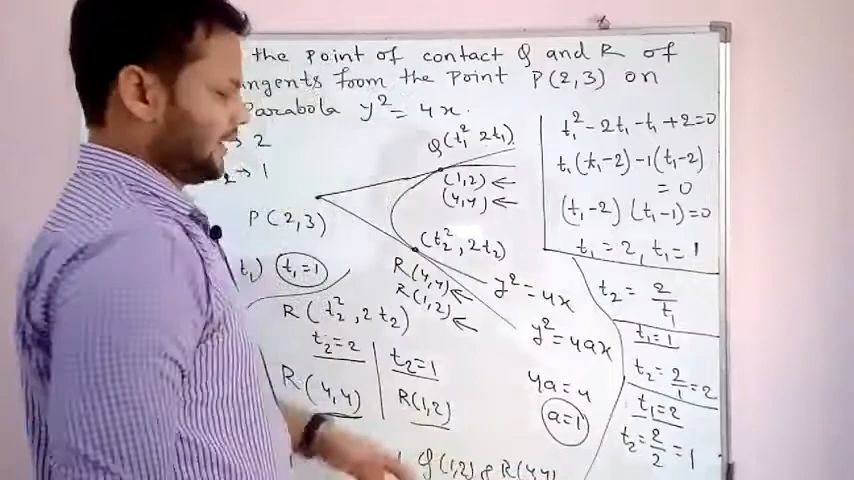 the point of contact Q and R of
ngents from the point P(2,3) on
Parabola y² = 4x.
→ 2
₂ → 1
P(2,3)
Q(t₁² 2t₁)
(1,2) ←
(4,4) ←
(t₂², 2t₂)
R(4,4)
R(1,2) ←
y² = 4x
y² = 4ax
4a = 4
a=1
t₁) t₁=1
R(t₂², 2t₂)
t₂=2
R(4,4)
t₂=1
R(1,2)
Q(1,2) & R(4,4)
t₁² - 2t₁ - t₁ + 2 = 0
t₁(t₁-2) -1(t₁-2)
= 0
(t₁-2) (t₁-1)=0
t₁ = 2, t₁ = 1
t₂ = 2/t₁
t₁=1
t₂ = 2/1 = 2
t₁=2
t₂ = 2/2 = 1